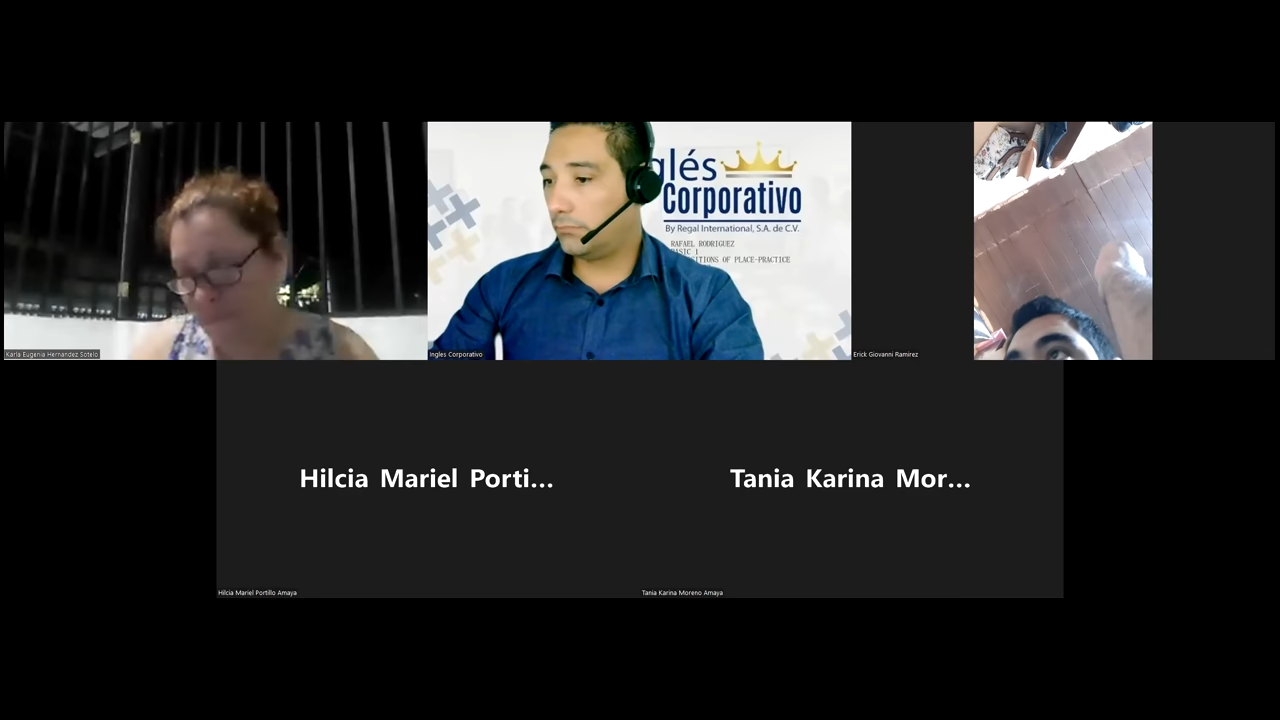 glés
Corporativo
By Regal International, S.A. de C.V.
RAFAEL RODRIGUEZ
BASIC 1
SITIONS OF PLACE-PRACTICE
Karla Eugenia Hernandez Sotelo
Ingles Corporativo
Erick Giovanni Ramirez
Hilcia Mariel Porti...
Tania Karina Mor...
Hilcia Mariel Portillo Amaya
Tania Karina Moreno Amaya